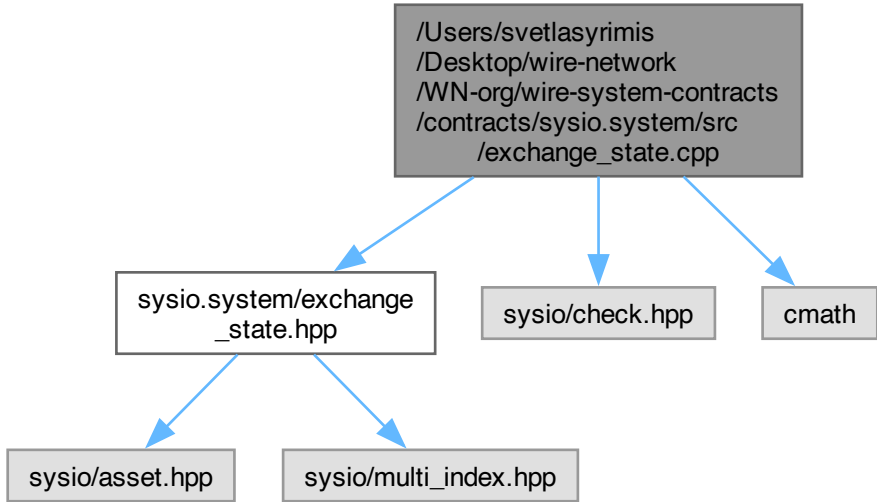 /Users/svetlasyrimis
/Desktop/wire-network
/WN-org/wire-system-contracts
/contracts/sysio.system/src
/exchange_state.cpp
sysio.system/exchange
_state.hpp
sysio/check.hpp
cmath
sysio/asset.hpp
sysio/multi_index.hpp